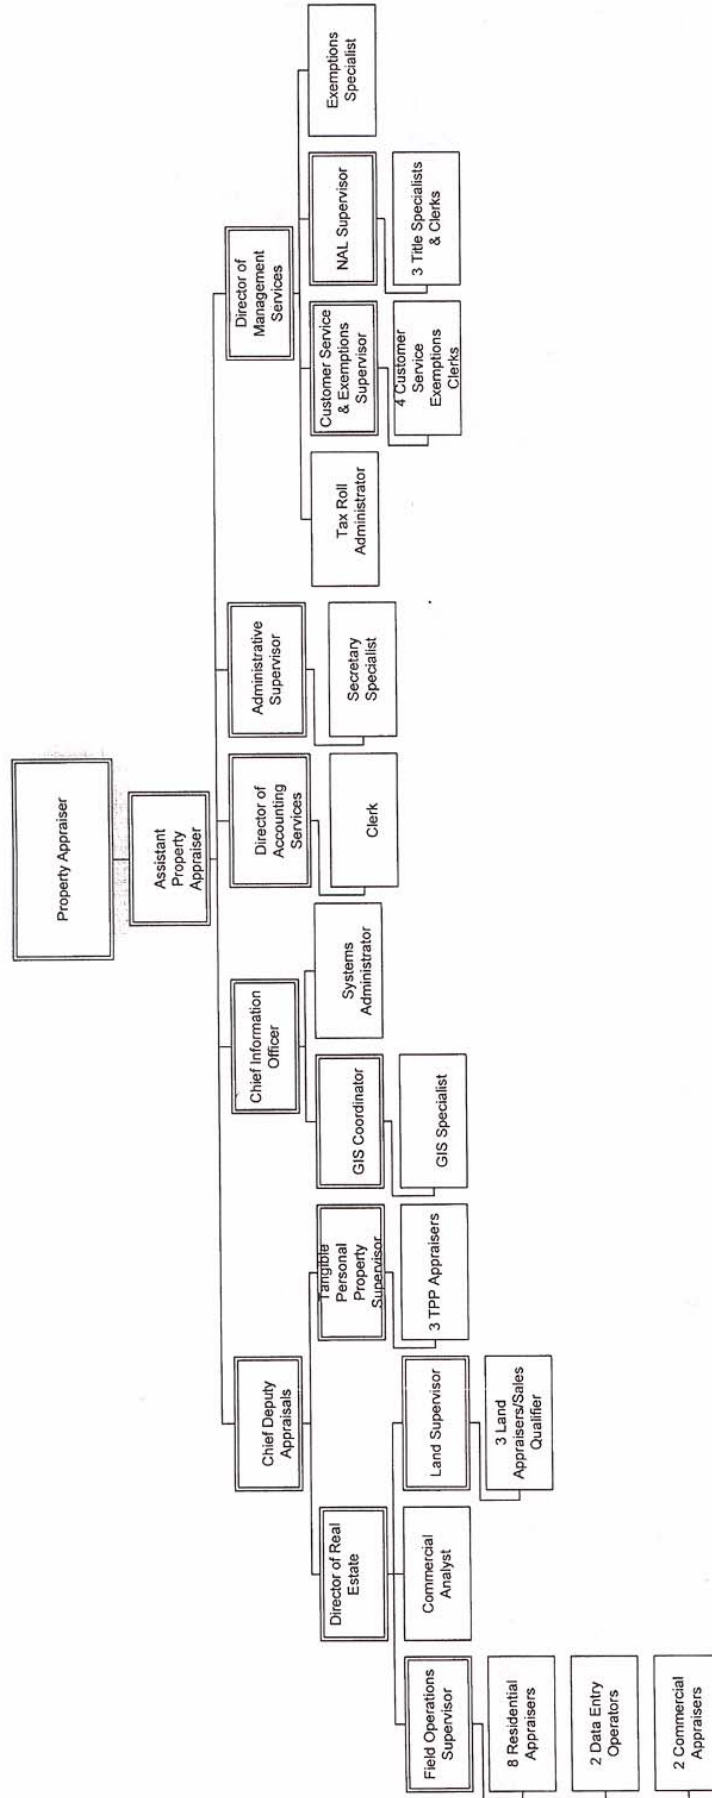 Property Appraiser
Assistant
Property
Appraiser
Chief Deputy
Appraisals
Chief Information
Officer
Director of
Accounting
Services
Administrative
Supervisor
Director of
Management
Services
Director of Real
Estate
Tangible
Personal
Property
Supervisor
GIS Coordinator
Systems
Administrator
Clerk
Secretary
Specialist
Tax Roll
Administrator
Customer Service
& Exemptions
Supervisor
NAL Supervisor
Exemptions
Specialist
Field Operations
Supervisor
Commercial
Analyst
Land Supervisor
3 TPP Appraisers
GIS Specialist
4 Customer
Service
Exemptions
Clerks
3 Title Specialists
& Clerks
8 Residential
Appraisers
3 Land
Appraisers/Sales
Qualifier
2 Data Entry
Operators
2 Commercial
Appraisers